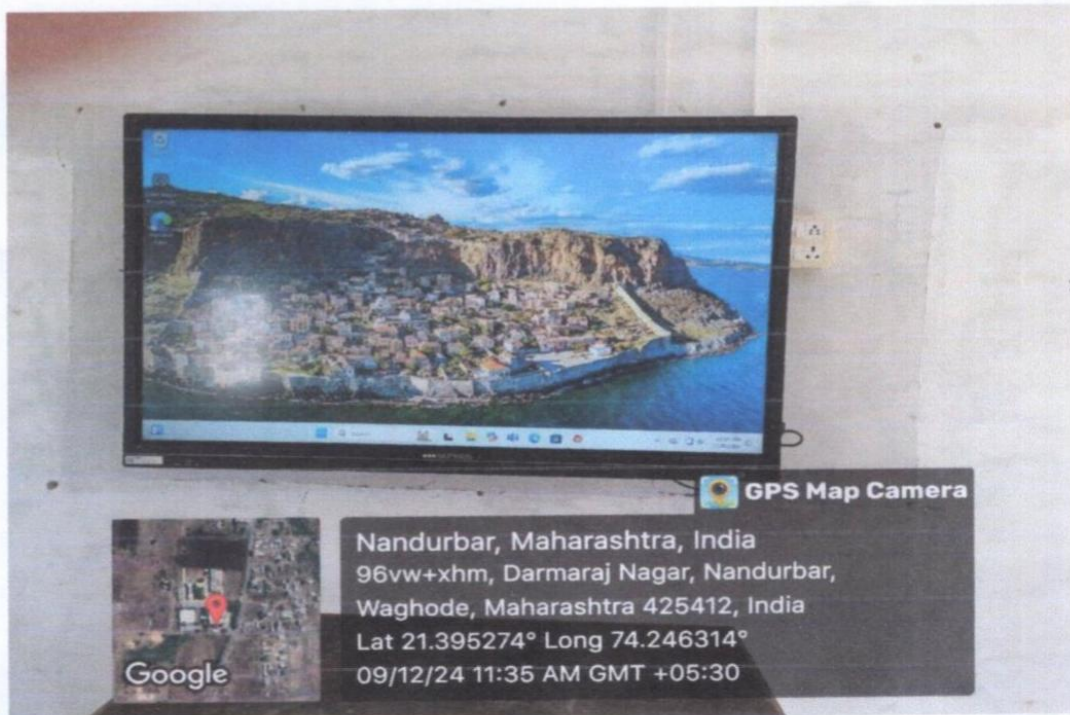 GPS Map Camera
Nandurbar, Maharashtra, India
96vw+xhm, Darmaraj Nagar, Nandurbar,
Waghode, Maharashtra 425412, India
Lat 21.395274° Long 74.246314°
09/12/24 11:35 AM GMT +05:30
Google